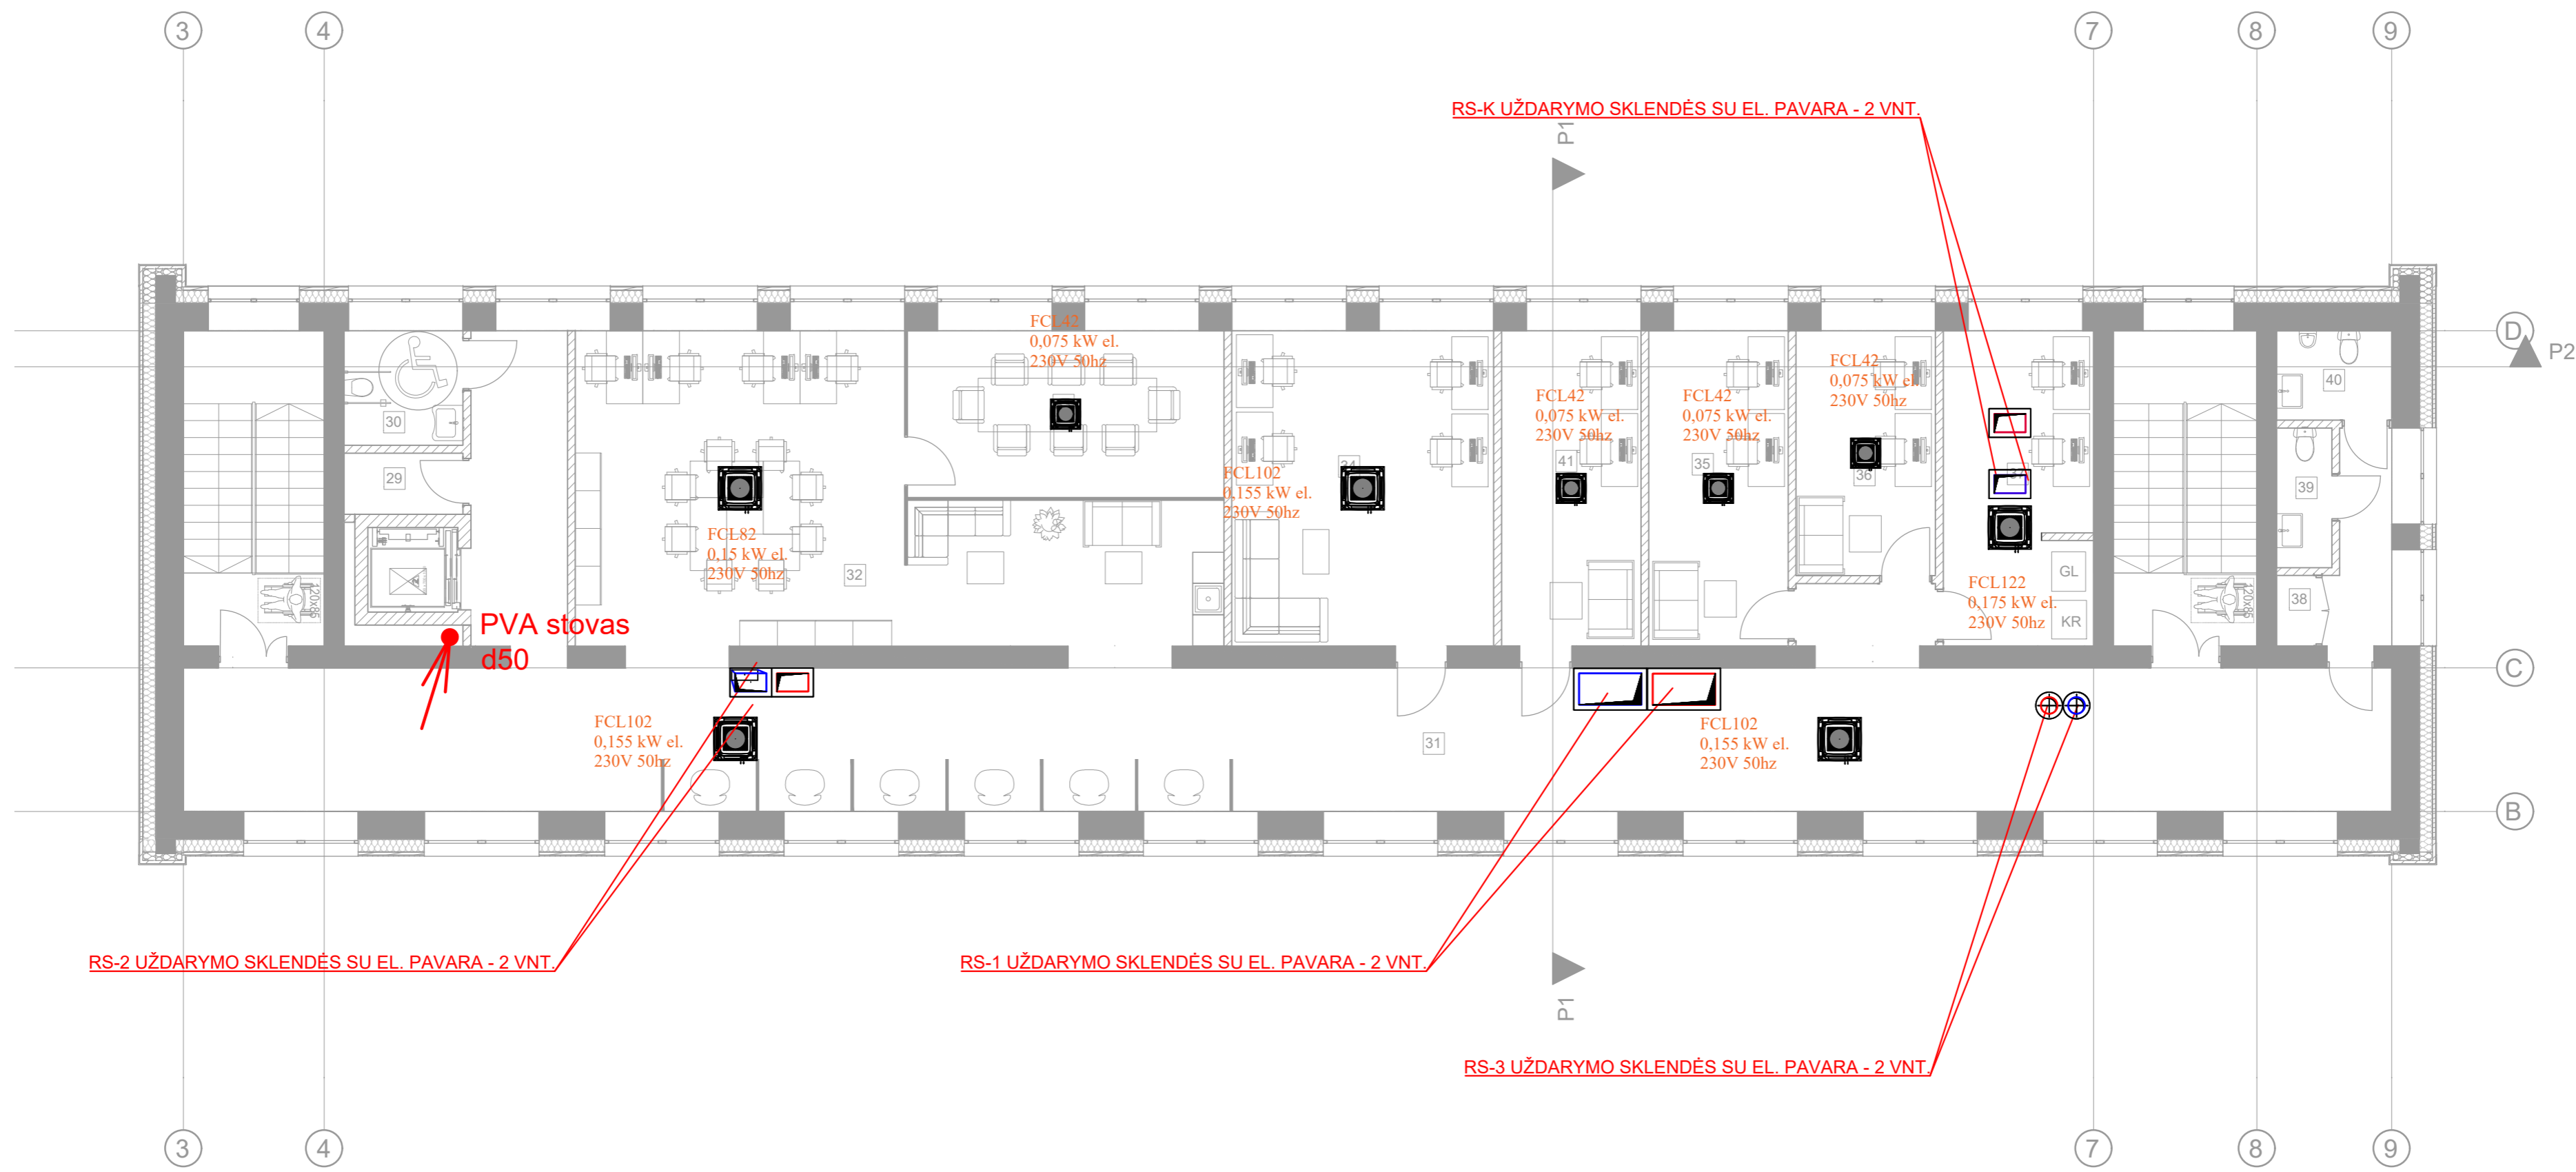 3
4
7
8
9
RS-K UŽDARYMO SKLENDĖS SU EL. PAVARA - 2 VNT.
P1
D
P2
FCL42
0,075 kW el.
230V 50hz
FCL42
0,075 kW el.
230V 50hz
FCL42
0,075 kW el.
230V 50hz
FCL42
0,075 kW el.
230V 50hz
40
30
29
41
35
36
39
FCL102
0,155 kW el.
230V 50hz
FCL82
0,15 kW el.
230V 50hz
32
FCL122
0,175 kW el.
230V 50hz
GL
KR
38
120x85
120x85
PVA stovas
d50
C
FCL102
0,155 kW el.
230V 50hz
31
FCL102
0,155 kW el.
230V 50hz
B
RS-2 UŽDARYMO SKLENDĖS SU EL. PAVARA - 2 VNT.
RS-1 UŽDARYMO SKLENDĖS SU EL. PAVARA - 2 VNT.
P1
RS-3 UŽDARYMO SKLENDĖS SU EL. PAVARA - 2 VNT.
3
4
7
8
9